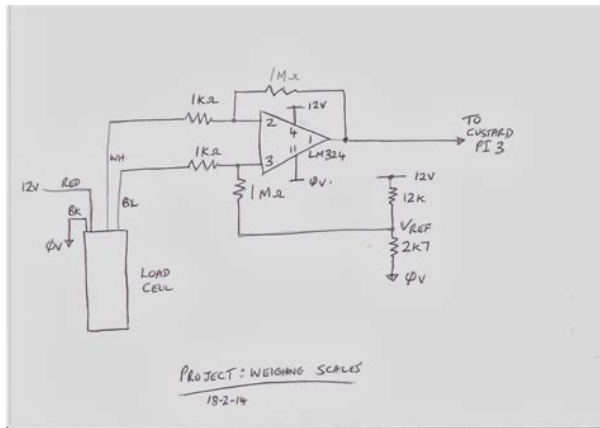 1MΩ
1KΩ
12V
2
4
1
TO
CUSTARD
PI 3
11
LM324
3
1KΩ
WH
ΦV.
12V
1MΩ
12K
12V RED
BL
VREF
BK
2K7
ΦV
ΦV
LOAD
CELL
PROJECT: WEIGHNG SCALES
18-2-14